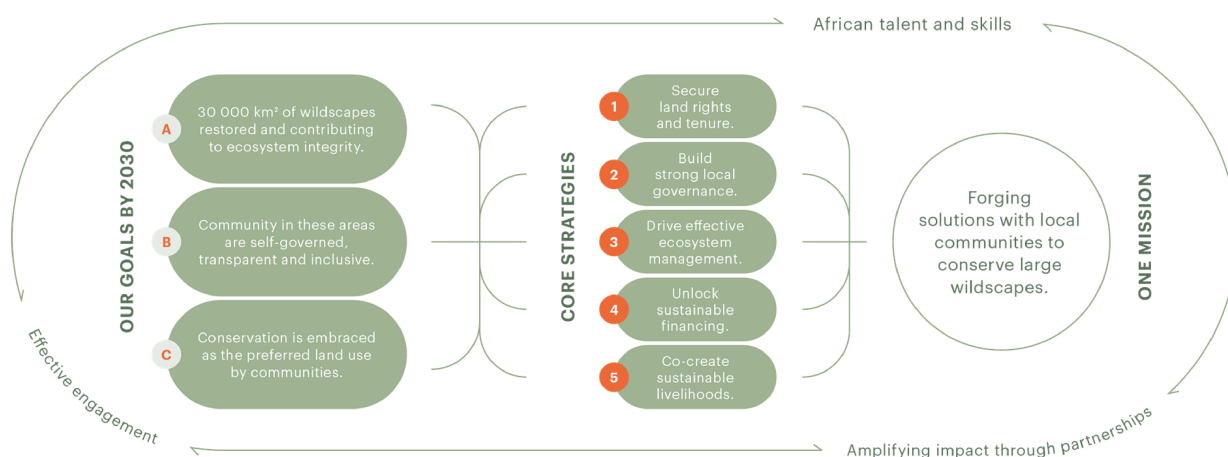 African talent and skills
OUR GOALS BY 2030
A
30 000 km² of wildscapes
restored and contributing
to ecosystem integrity.
B
Community in these areas
are self-governed,
transparent and inclusive.
C
Conservation is embraced
as the preferred land use
by communities.
CORE STRATEGIES
1
Secure
land rights
and tenure.
2
Build
strong local
governance.
3
Drive effective
ecosystem
management.
4
Unlock
sustainable
financing.
5
Co-create
sustainable
livelihoods.
Forging
solutions with local
communities to
conserve large
wildscapes.
ONE MISSION
Effective engagement
Amplifying impact through partnerships